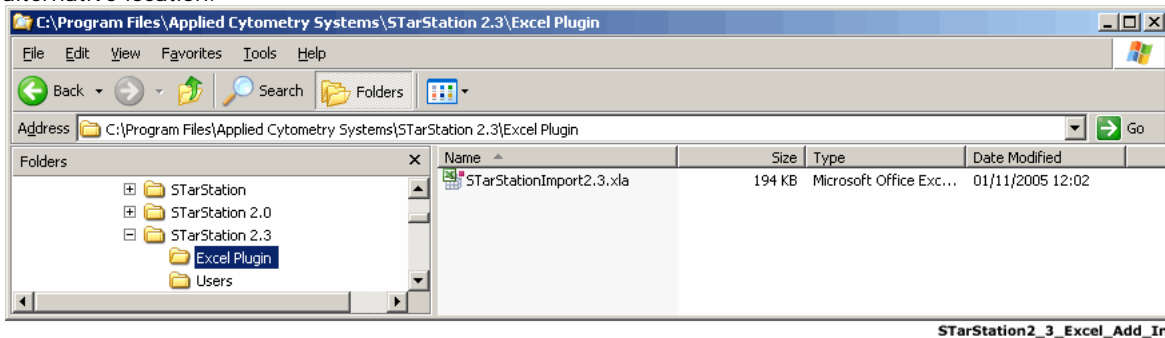 alternative location.
C:\Program Files\Applied Cytometry Systems\STarStation 2.3\Excel Plugin
File Edit View Favorites Tools Help
Back Search Folders
Address C:\Program Files\Applied Cytometry Systems\STarStation 2.3\Excel Plugin Go
Folders x Name Size Type Date Modified
STarStation STarStationImport2.3.xla 194 KB Microsoft Office Exc... 01/11/2005 12:02
STarStation 2.0
STarStation 2.3
Excel Plugin
Users
STarStation2_3_Excel_Add_In